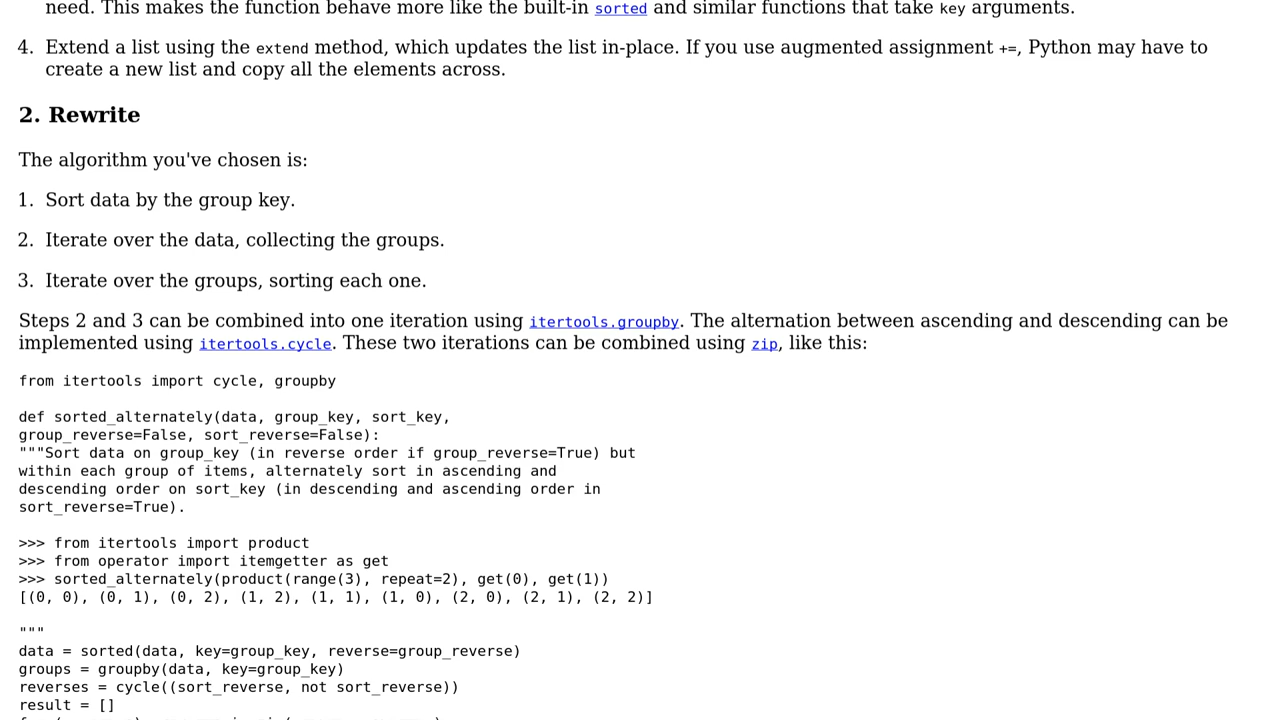 need. This makes the function behave more like the built-in sorted and similar functions that take key arguments.
4. Extend a list using the extend method, which updates the list in-place. If you use augmented assignment +=, Python may have to
create a new list and copy all the elements across.
2. Rewrite
The algorithm you've chosen is:
1. Sort data by the group key.
2. Iterate over the data, collecting the groups.
3. Iterate over the groups, sorting each one.
Steps 2 and 3 can be combined into one iteration using itertools.groupby. The alternation between ascending and descending can be
implemented using itertools.cycle. These two iterations can be combined using zip, like this:
from itertools import cycle, groupby
def sorted_alternately(data, group_key, sort_key,
group_reverse=False, sort_reverse=False):
"""Sort data on group_key (in reverse order if group_reverse=True) but
within each group of items, alternately sort in ascending and
descending order on sort_key (in descending and ascending order in
sort_reverse=True).
>>> from itertools import product
>>> from operator import itemgetter as get
>>> sorted_alternately(product(range(3), repeat=2), get(0), get(1))
[(0, 0), (0, 1), (0, 2), (1, 2), (1, 1), (1, 0), (2, 0), (2, 1), (2, 2)]
"""
data = sorted(data, key=group_key, reverse=group_reverse)
groups = groupby(data, key=group_key)
reverses = cycle((sort_reverse, not sort_reverse))
result = []